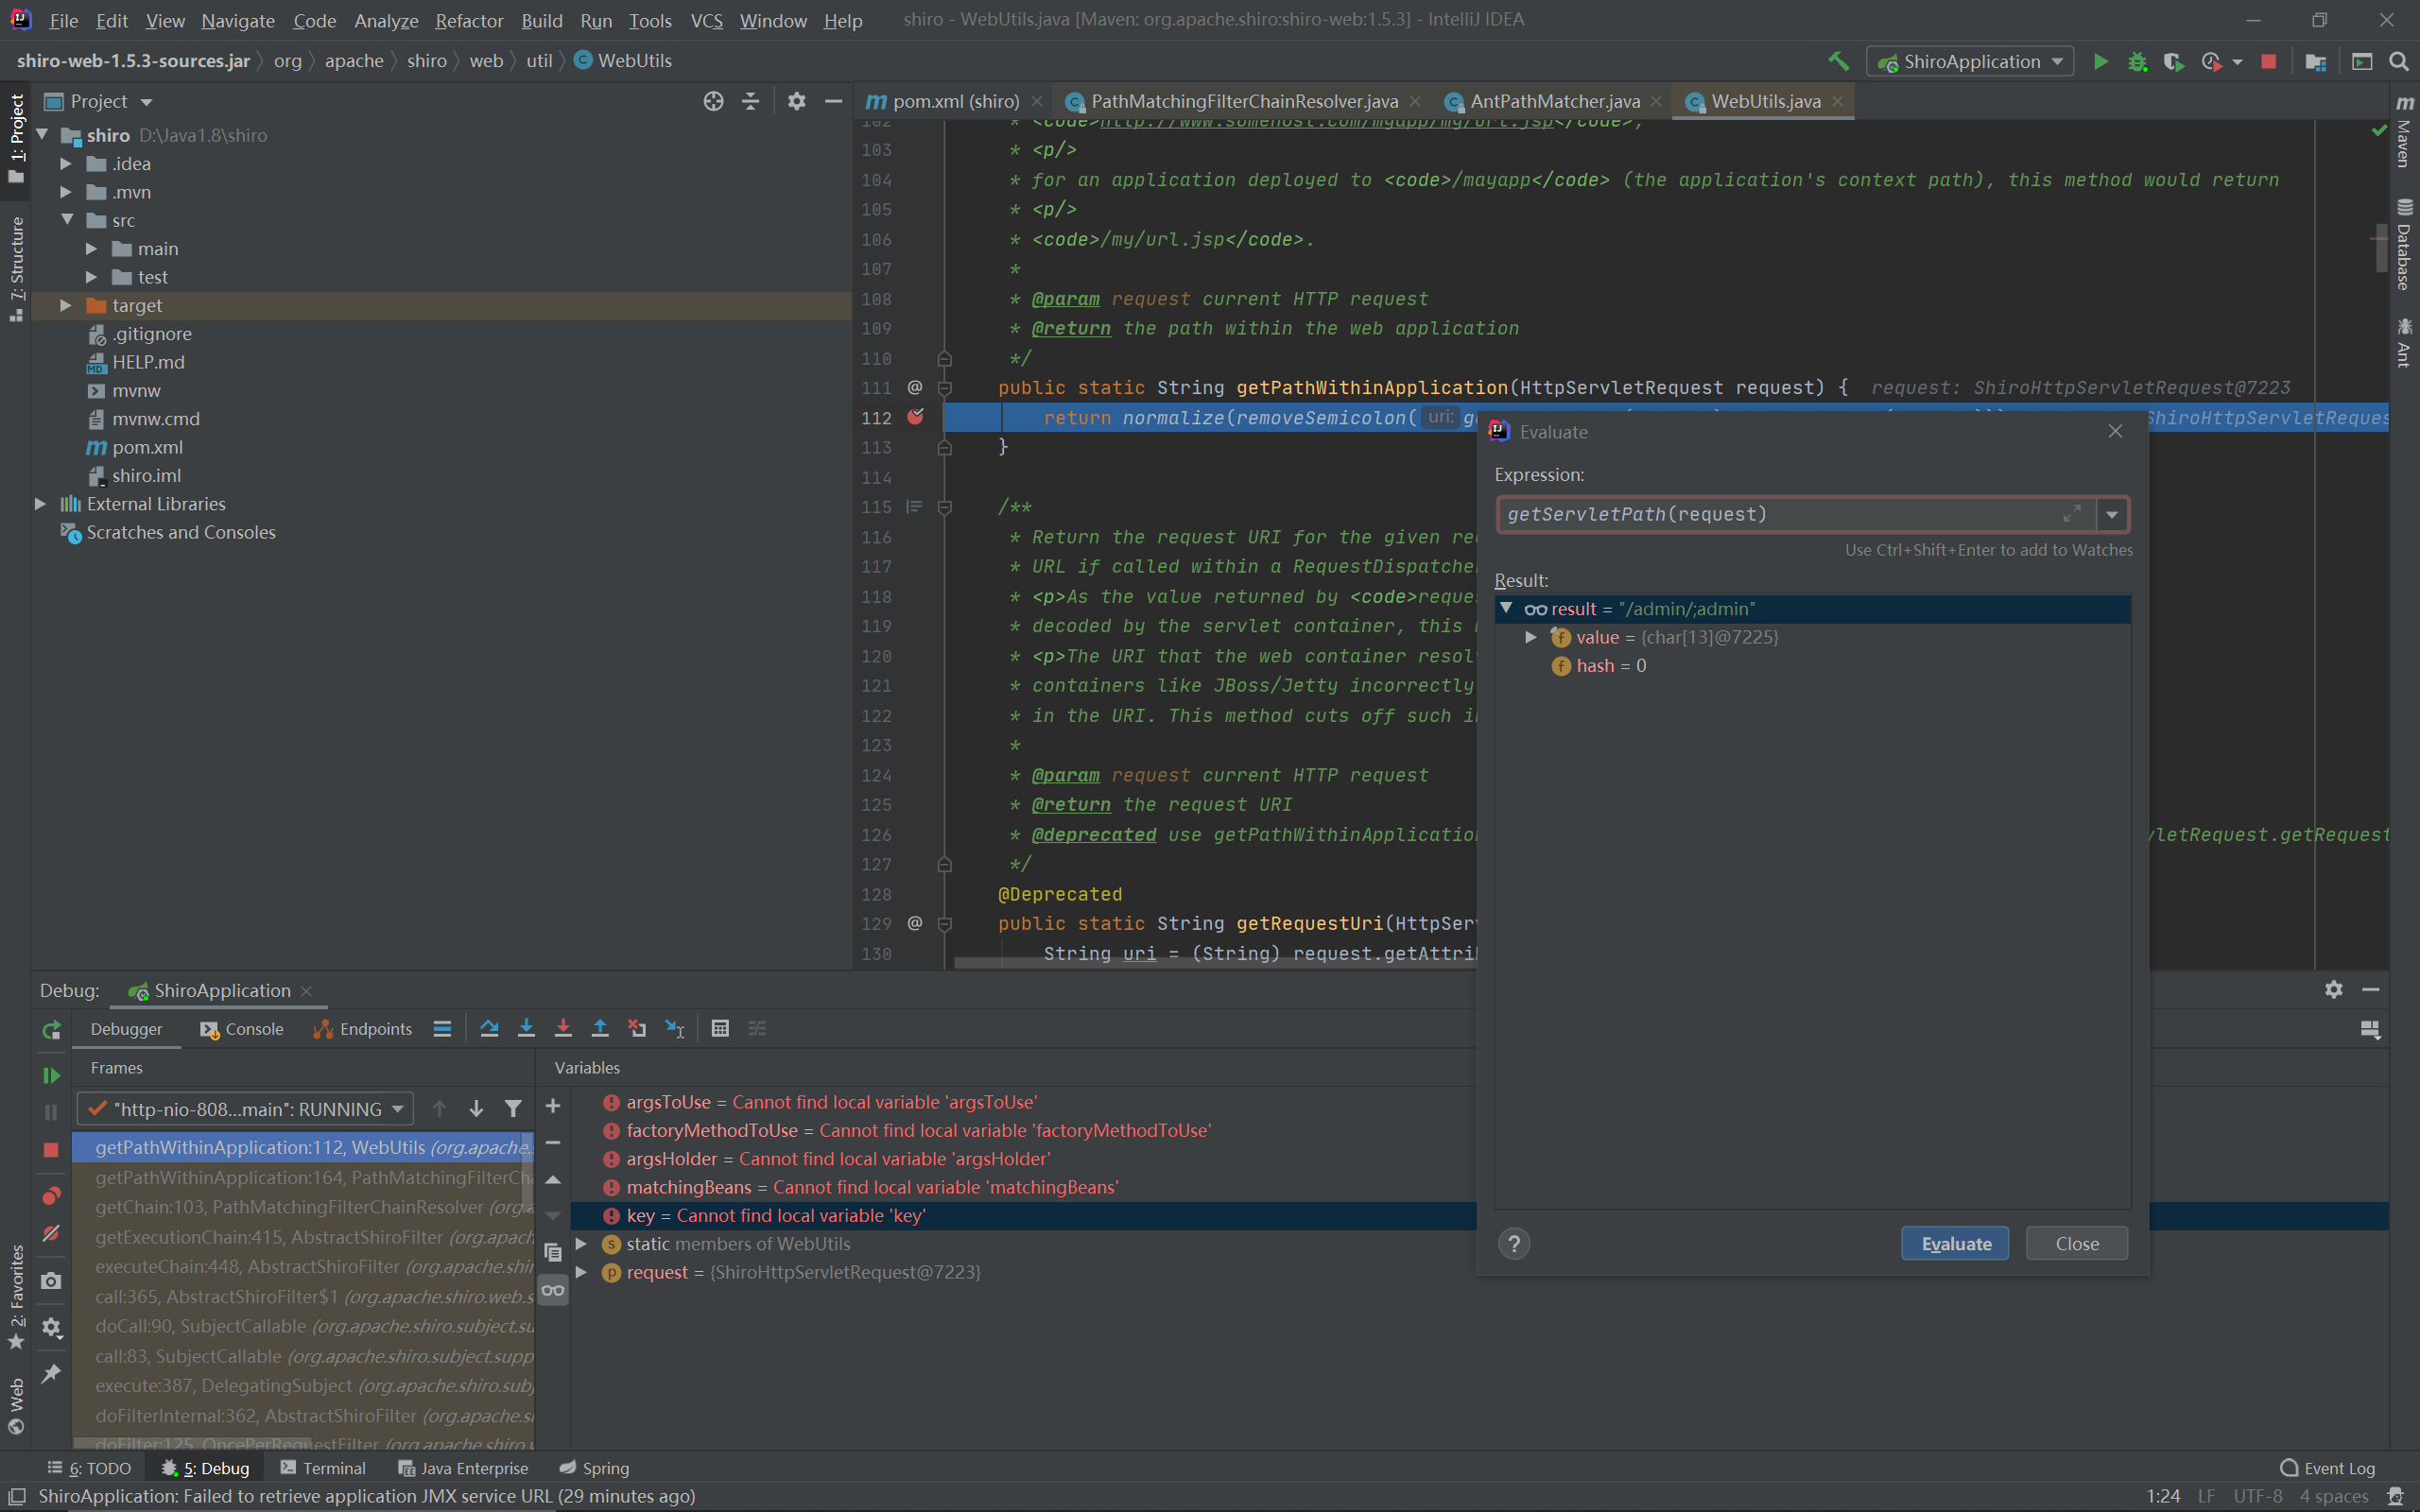 File Edit View Navigate Code Analyze Refactor Build Run Tools VCS Window Help shiro - WebUtils.java [Maven: org.apache.shiro:shiro-web:1.5.3] - IntelliJ IDEA
shiro-web-1.5.3-sources.jar org apache shiro web util WebUtils
ShiroApplication
1: Project
7: Structure
2: Favorites
Web
Project
shiro D:\Java1.8\shiro
.idea
.mvn
src
main
test
target
.gitignore
HELP.md
mvnw
mvnw.cmd
pom.xml
shiro.iml
External Libraries
Scratches and Consoles
pom.xml (shiro) PathMatchingFilterChainResolver.java AntPathMatcher.java WebUtils.java
102 * <code>http://www.somehost.com/myapp/my/url.jsp</code>,
103 * <p/>
104 * for an application deployed to <code>/mayapp</code> (the application's context path), this method would return
105 * <p/>
106 * <code>/my/url.jsp</code>.
107 *
108 * @param request current HTTP request
109 * @return the path within the web application
110 */
111 @ public static String getPathWithinApplication(HttpServletRequest request) { request: ShiroHttpServletRequest@7223
112 return normalize(removeSemicolon( uri: g ShiroHttpServletReques
113 }
114
115 /**
116 * Return the request URI for the given re
117 * URL if called within a RequestDispatche
118 * <p>As the value returned by <code>reque
119 * decoded by the servlet container, this
120 * <p>The URI that the web container resol
121 * containers like JBoss/Jetty incorrectly
122 * in the URI. This method cuts off such i
123 *
124 * @param request current HTTP request
125 * @return the request URI
126 * @deprecated use getPathWithinApplicatio letRequest.getRequest
127 */
128 @Deprecated
129 @ public static String getRequestUri(HttpSer
130 String uri = (String) request.getAttri
Evaluate
Expression:
getServletPath(request)
Use Ctrl+Shift+Enter to add to Watches
Result:
result = "/admin/;admin"
value = {char[13]@7225}
hash = 0
? Evaluate Close
Maven
Database
Ant
Debug: ShiroApplication
Debugger Console Endpoints
Frames
"http-nio-808...main": RUNNING
getPathWithinApplication:112, WebUtils (org.apache.
getPathWithinApplication:164, PathMatchingFilterCh
getChain:103, PathMatchingFilterChainResolver (org.
getExecutionChain:415, AbstractShiroFilter (org.apach
executeChain:448, AbstractShiroFilter (org.apache.shir
call:365, AbstractShiroFilter$1 (org.apache.shiro.web.s
doCall:90, SubjectCallable (org.apache.shiro.subject.su
call:83, SubjectCallable (org.apache.shiro.subject.supp
execute:387, DelegatingSubject (org.apache.shiro.subj
doFilterInternal:362, AbstractShiroFilter (org.apache.s
doFilter:125, OncePerRequestFilter (org.apache.shiro.
Variables
argsToUse = Cannot find local variable 'argsToUse'
factoryMethodToUse = Cannot find local variable 'factoryMethodToUse'
argsHolder = Cannot find local variable 'argsHolder'
matchingBeans = Cannot find local variable 'matchingBeans'
key = Cannot find local variable 'key'
static members of WebUtils
request = {ShiroHttpServletRequest@7223}
6: TODO 5: Debug Terminal Java Enterprise Spring Event Log
ShiroApplication: Failed to retrieve application JMX service URL (29 minutes ago) 1:24 LF UTF-8 4 spaces